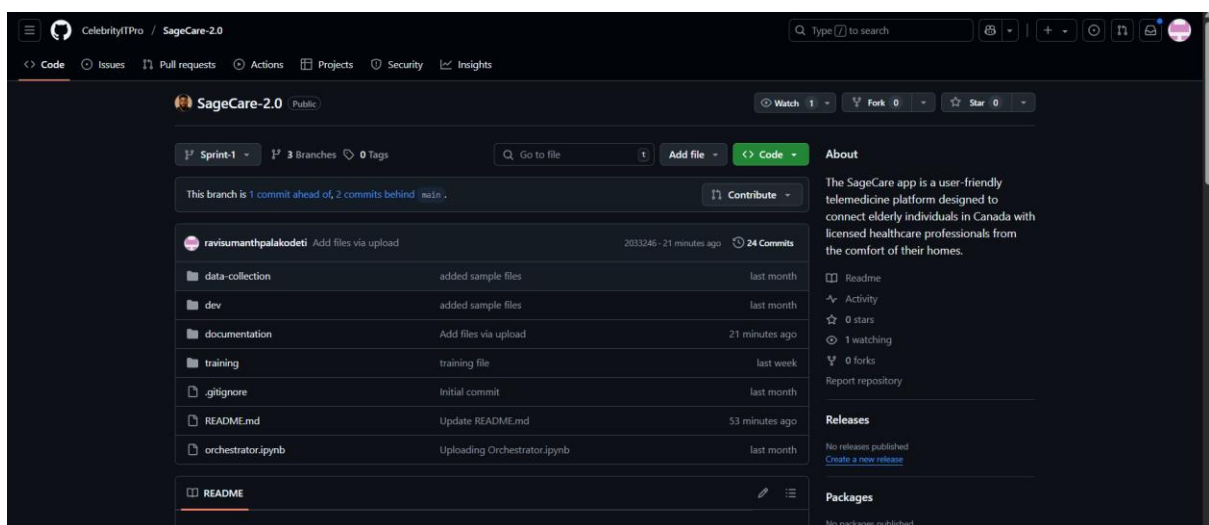 CelebrityITPro / SageCare-2.0
Type / to search
Code Issues Pull requests Actions Projects Security Insights
SageCare-2.0 Public
Watch 1 Fork 0 Star 0
Sprint-1 3 Branches 0 Tags Go to file t Add file Code
This branch is 1 commit ahead of, 2 commits behind main .
Contribute
ravisumanthpalakodeti Add files via upload 2033246 · 21 minutes ago 24 Commits
data-collection added sample files last month
dev added sample files last month
documentation Add files via upload 21 minutes ago
training training file last week
.gitignore Initial commit last month
README.md Update README.md 53 minutes ago
orchestrator.ipynb Uploading Orchestrator.ipynb last month
README
About
The SageCare app is a user-friendly
telemedicine platform designed to
connect elderly individuals in Canada with
licensed healthcare professionals from
the comfort of their homes.
Readme
Activity
0 stars
1 watching
0 forks
Report repository
Releases
No releases published
Create a new release
Packages
No packages published